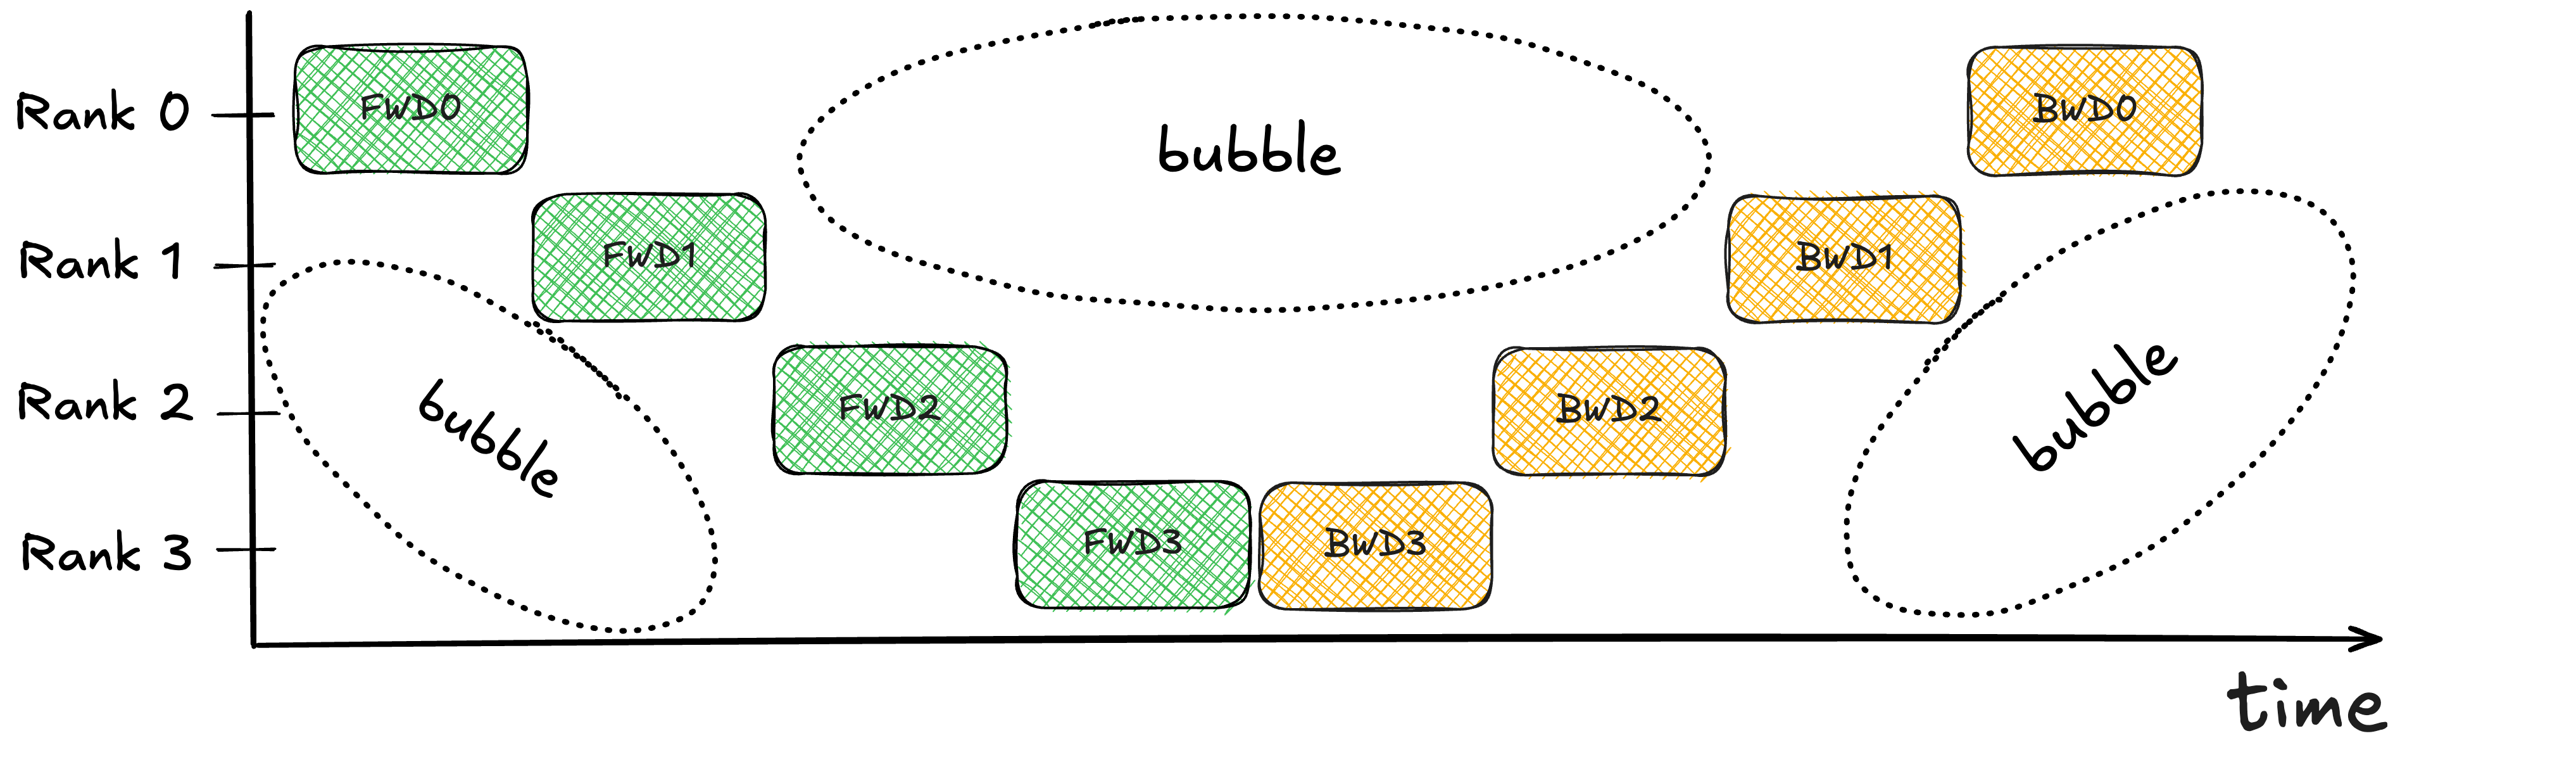 Rank 0
FWD0
bubble
BWD0
Rank 1
FWD1
BWD1
Rank 2
bubble
FWD2
BWD2
bubble
Rank 3
FWD3
BWD3
time